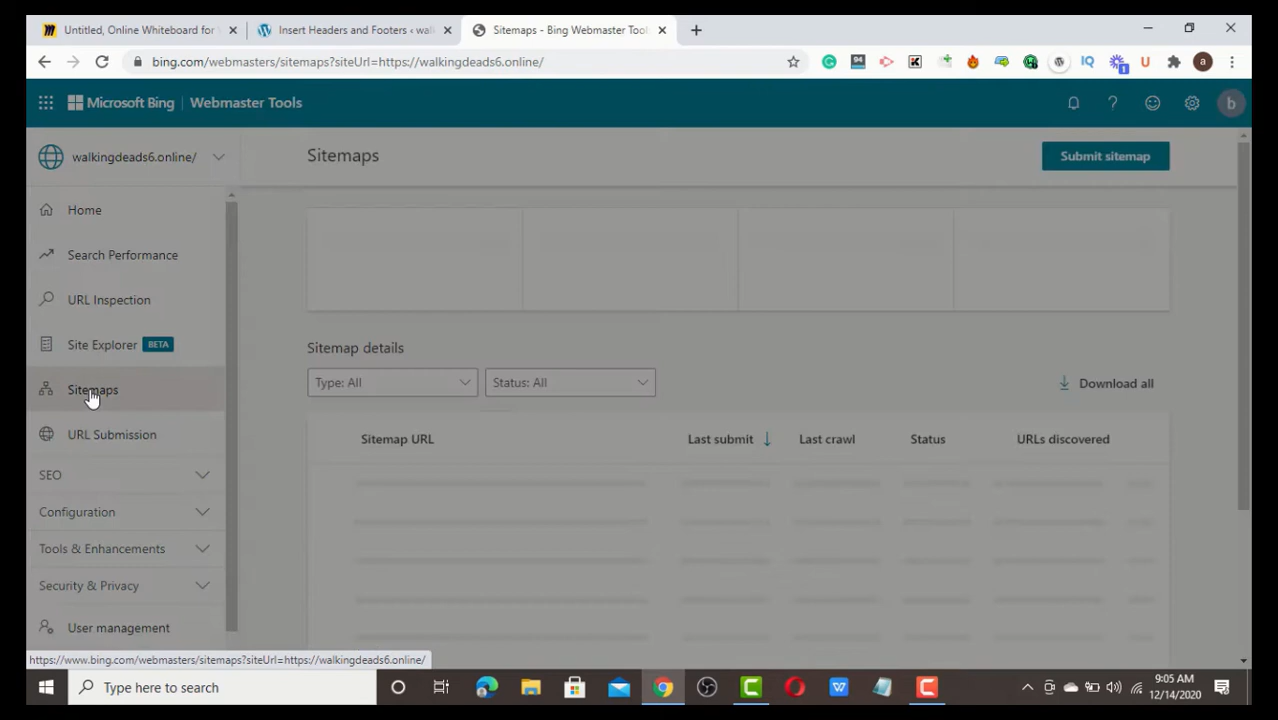 Untitled, Online Whiteboard for
Insert Headers and Footers ‹ walk
Sitemaps - Bing Webmaster Tools
bing.com/webmasters/sitemaps?siteUrl=https://walkingdeads6.online/
94
K
IQ
1
U
a
Microsoft Bing | Webmaster Tools
?
b
walkingdeads6.online/
Sitemaps
Submit sitemap
Home
Search Performance
URL Inspection
Site Explorer BETA
Sitemaps
URL Submission
SEO
Configuration
Tools & Enhancements
Security & Privacy
User management
Sitemap details
Type: All
Status: All
Download all
Sitemap URL
Last submit
Last crawl
Status
URLs discovered
https://www.bing.com/webmasters/sitemaps?siteUrl=https://walkingdeads6.online/
Type here to search
9:05 AM
12/14/2020